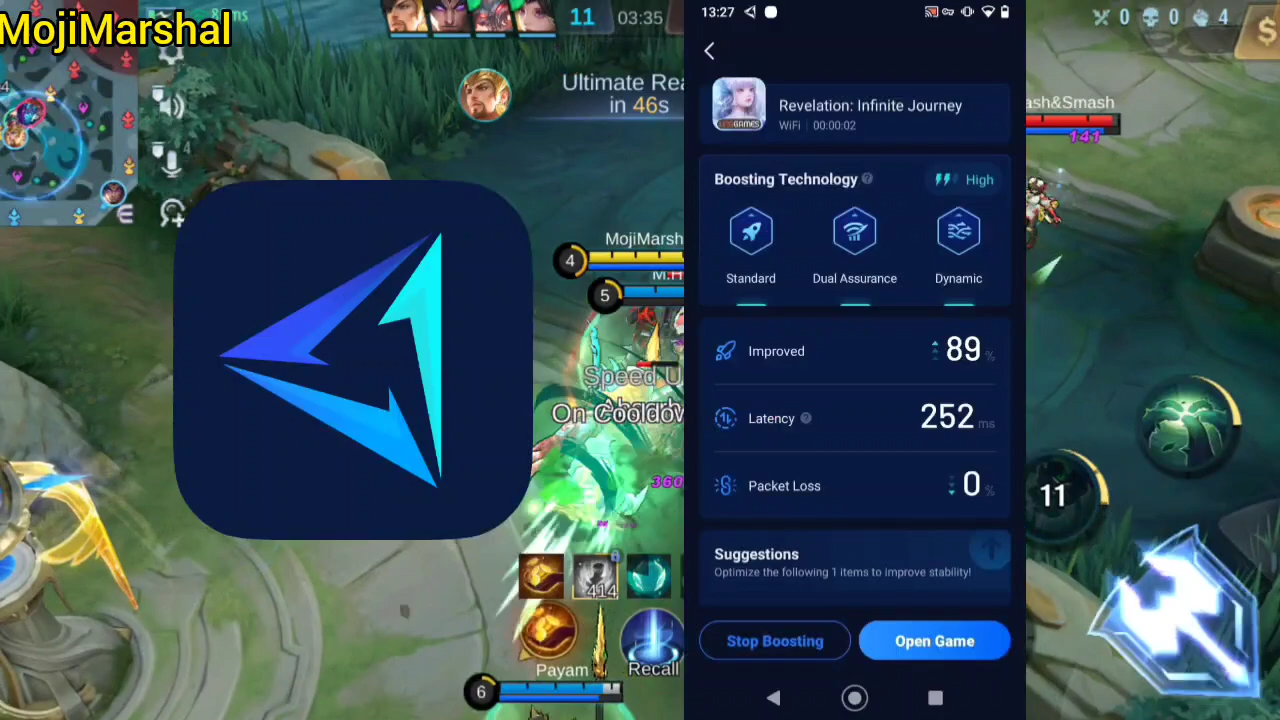 MojiMarshal
11
03:35
Ultimate Rea
in 46s
4
MojiMarsh
5
M.H
Speed U
On Cooldow
360
414
Payam
Recall
6
13:27
Revelation: Infinite Journey
WiFi | 00:00:02
Boosting Technology
High
Standard
Dual Assurance
Dynamic
Improved
89 %
Latency
252 ms
Packet Loss
0 %
Suggestions
Optimize the following 1 items to improve stability!
Stop Boosting
Open Game
0 0 4
$
ash&Smash
141
11